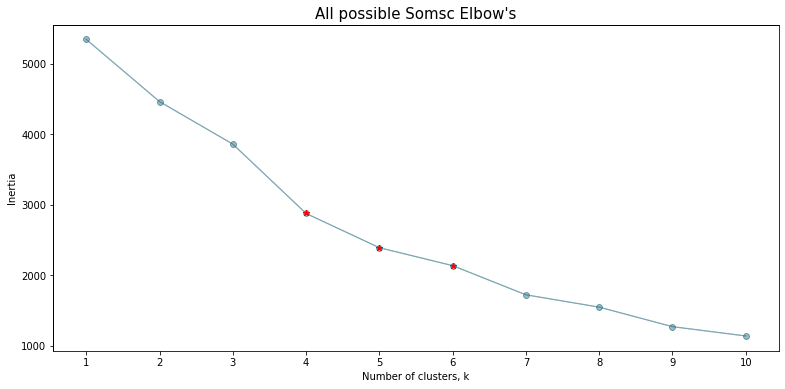 All possible Somsc Elbow's
5000
4000
3000
2000
1000
Inertia
1 2 3 4 5 6 7 8 9 10
Number of clusters, k